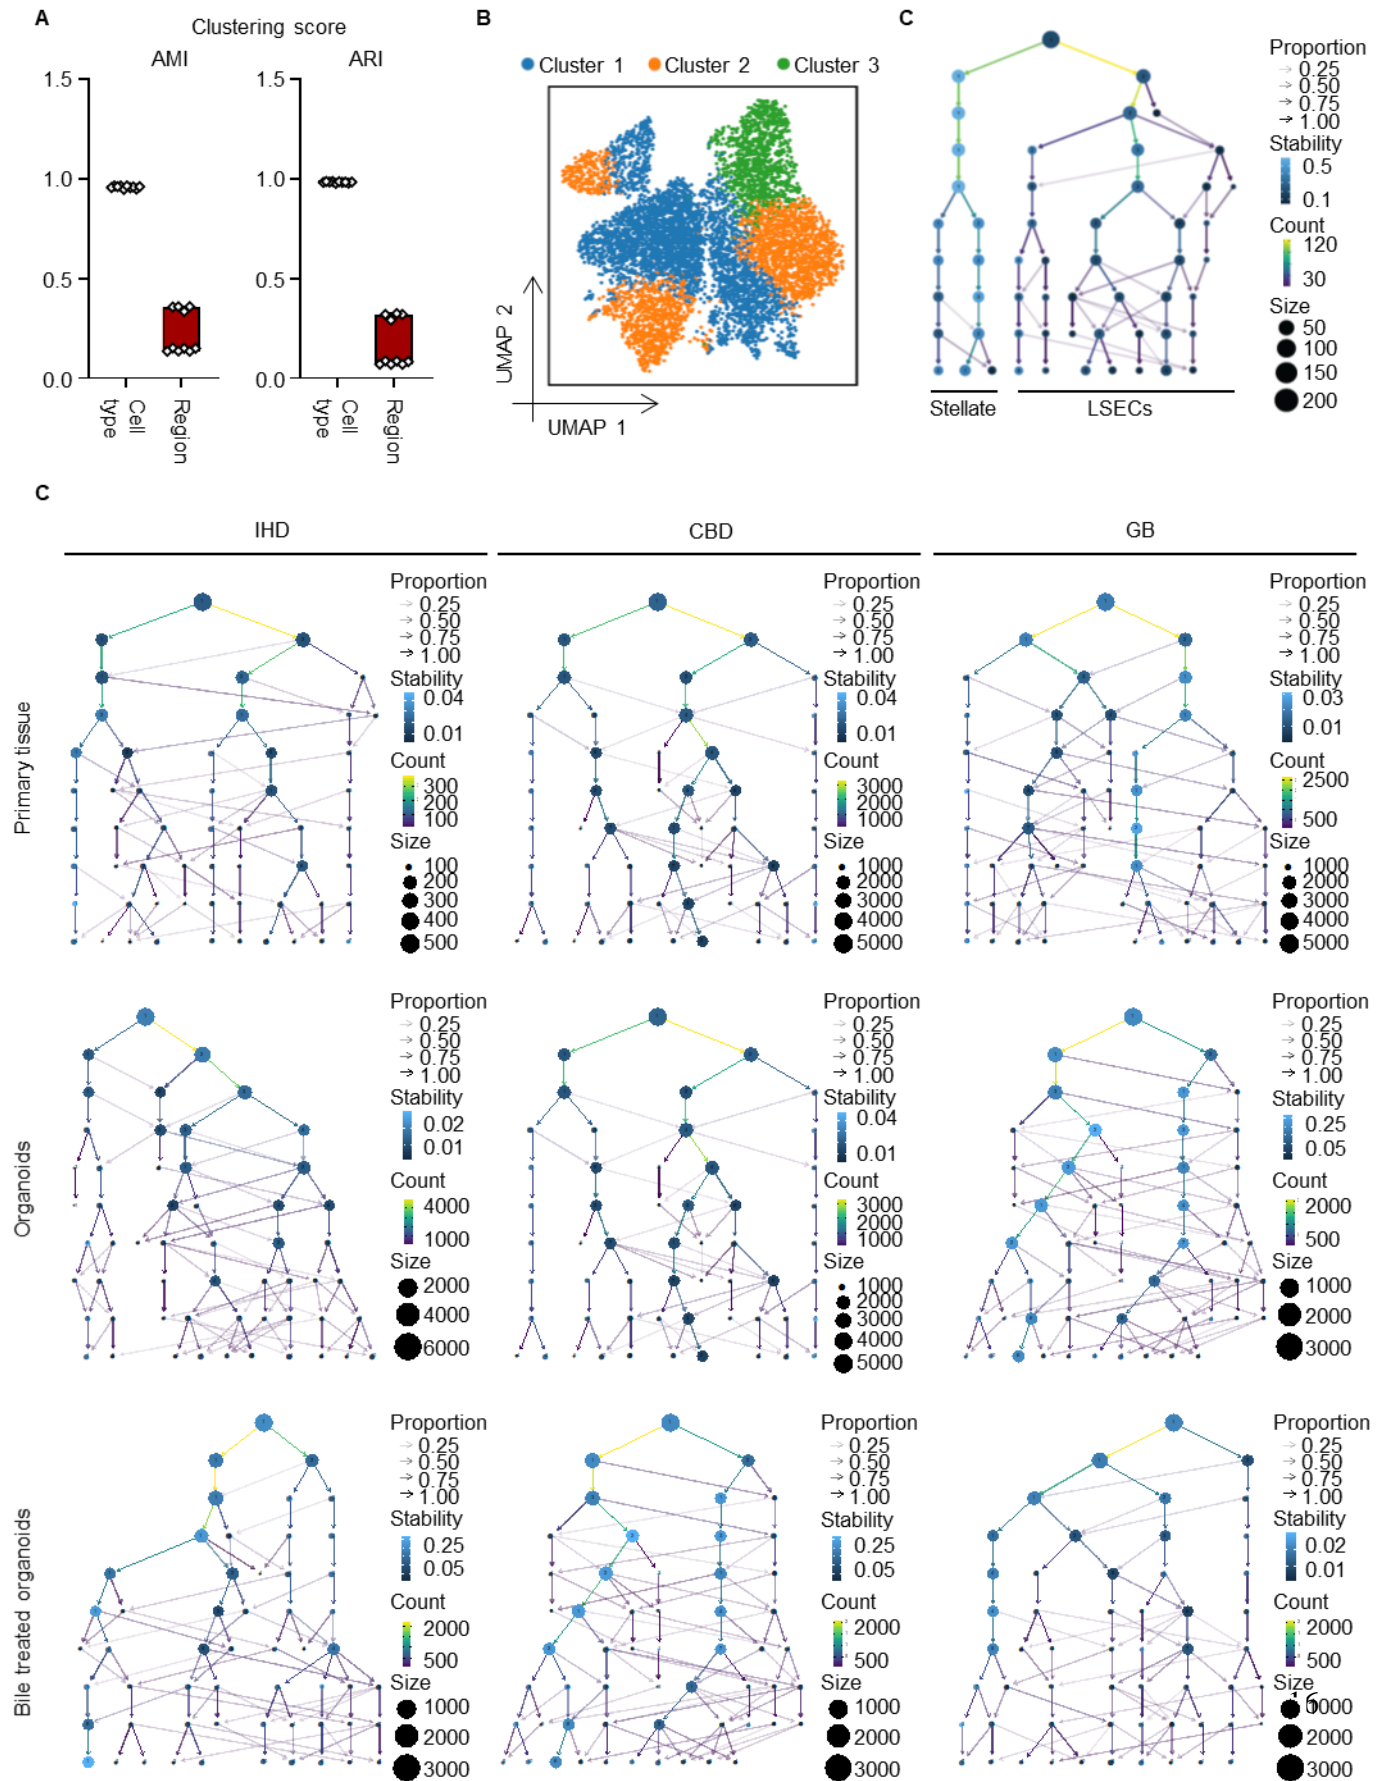 A
Clustering score
AMI
ARI
1.5
1.0
0.5
0.0
Cell type
Region
1.5
1.0
0.5
0.0
Cell type
Region
B
Cluster 1
Cluster 2
Cluster 3
UMAP 2
UMAP 1
C
Proportion
0.25
0.50
0.75
1.00
Stability
0.5
0.1
Count
120
30
Size
50
100
150
200
Stellate
LSECs
C
IHD
CBD
GB
Primary tissue
Proportion
0.25
0.50
0.75
1.00
Stability
0.04
0.01
Count
300
200
100
Size
100
200
300
400
500
Proportion
0.25
0.50
0.75
1.00
Stability
0.04
0.01
Count
3000
2000
1000
Size
1000
2000
3000
4000
5000
Proportion
0.25
0.50
0.75
1.00
Stability
0.03
0.01
Count
2500
500
Size
1000
2000
3000
4000
5000
Organoids
Proportion
0.25
0.50
0.75
1.00
Stability
0.02
0.01
Count
4000
1000
Size
2000
4000
6000
Proportion
0.25
0.50
0.75
1.00
Stability
0.04
0.01
Count
3000
2000
1000
Size
1000
2000
3000
4000
5000
Proportion
0.25
0.50
0.75
1.00
Stability
0.25
0.05
Count
2000
500
Size
1000
2000
3000
Bile treated organoids
Proportion
0.25
0.50
0.75
1.00
Stability
0.25
0.05
Count
2000
500
Size
1000
2000
3000
Proportion
0.25
0.50
0.75
1.00
Stability
0.25
0.05
Count
2000
500
Size
1000
2000
3000
Proportion
0.25
0.50
0.75
1.00
Stability
0.02
0.01
Count
2000
500
Size
1000
2000
3000